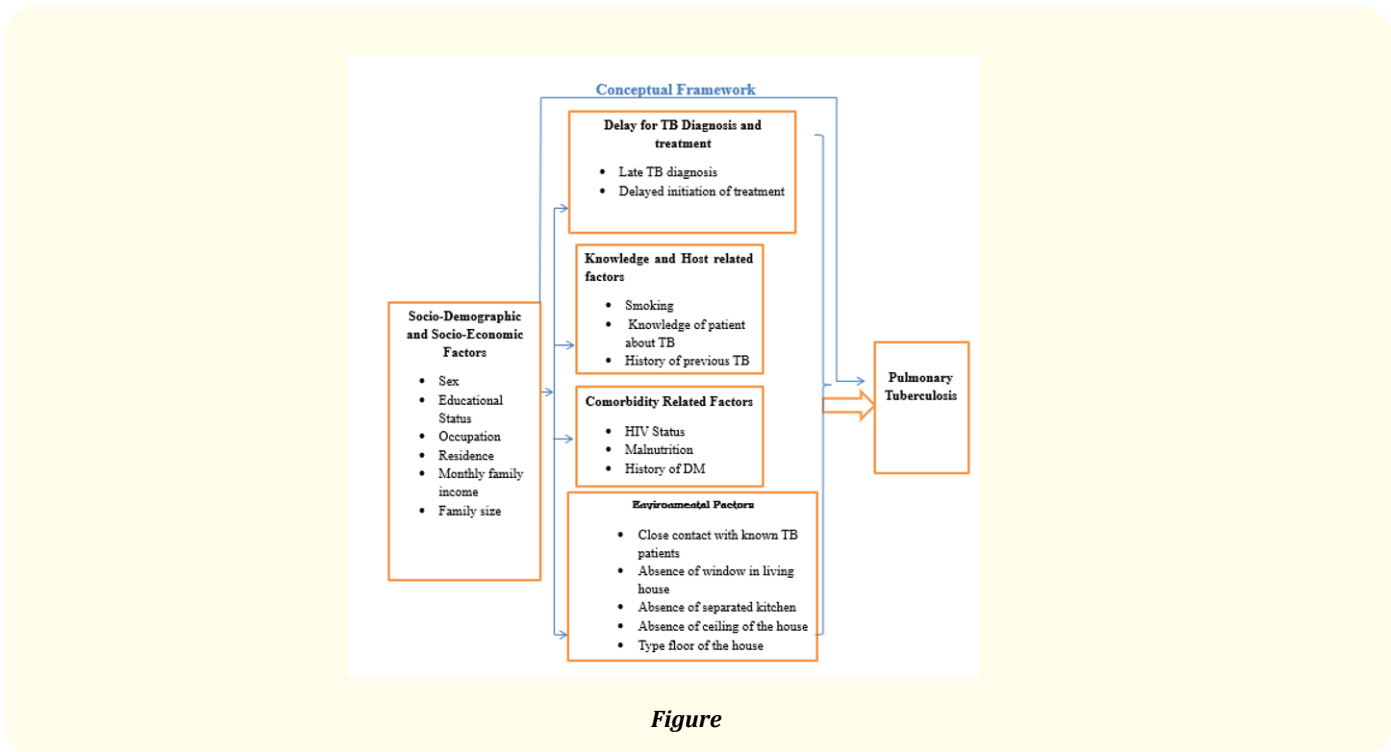 Conceptual Framework
Delay for TB Diagnosis and
treatment
• Late TB diagnosis
• Delayed initiation of treatment
Knowledge and Host related
factors
• Smoking
• Knowledge of patient
about TB
• History of previous TB
Socio-Demographic
and Socio-Economic
Factors
• Sex
• Educational
Status
• Occupation
• Residence
• Monthly family
income
• Family size
Comorbidity Related Factors
• HIV Status
• Malnutrition
• History of DM
Environmental Factors
• Close contact with known TB
patients
• Absence of window in living
house
• Absence of separated kitchen
• Absence of ceiling of the house
• Type floor of the house
Pulmonary
Tuberculosis
Figure